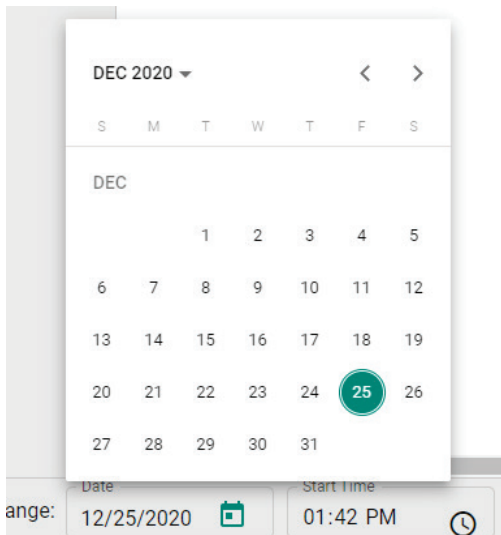 DEC 2020
S M T W T F S
DEC
1 2 3 4 5
6 7 8 9 10 11 12
13 14 15 16 17 18 19
20 21 22 23 24 25 26
27 28 29 30 31
Date Start Time
ange: 12/25/2020 01:42 PM